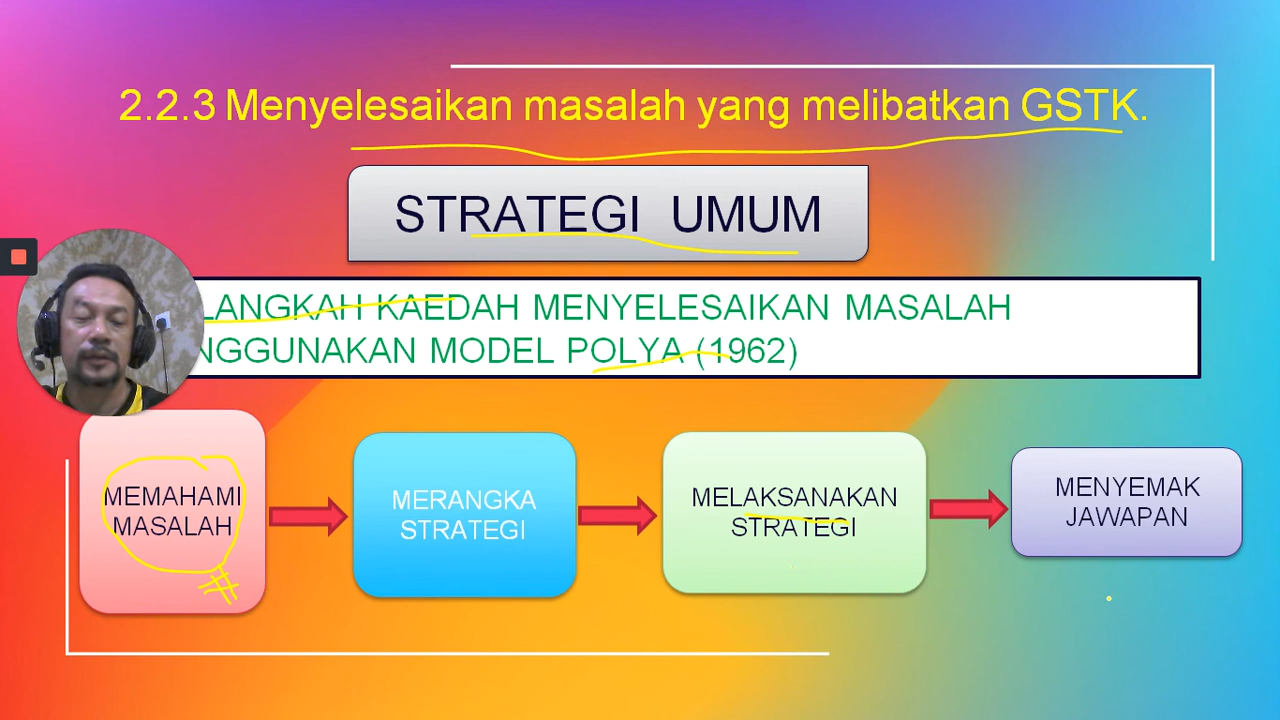 2.2.3 Menyelesaikan masalah yang melibatkan GSTK.
STRATEGI UMUM
LANGKAH KAEDAH MENYELESAIKAN MASALAH
NGGUNAKAN MODEL POLYA (1962)
MEMAHAMI
MASALAH
MERANGKA
STRATEGI
MELAKSANAKAN
STRATEGI
MENYEMAK
JAWAPAN